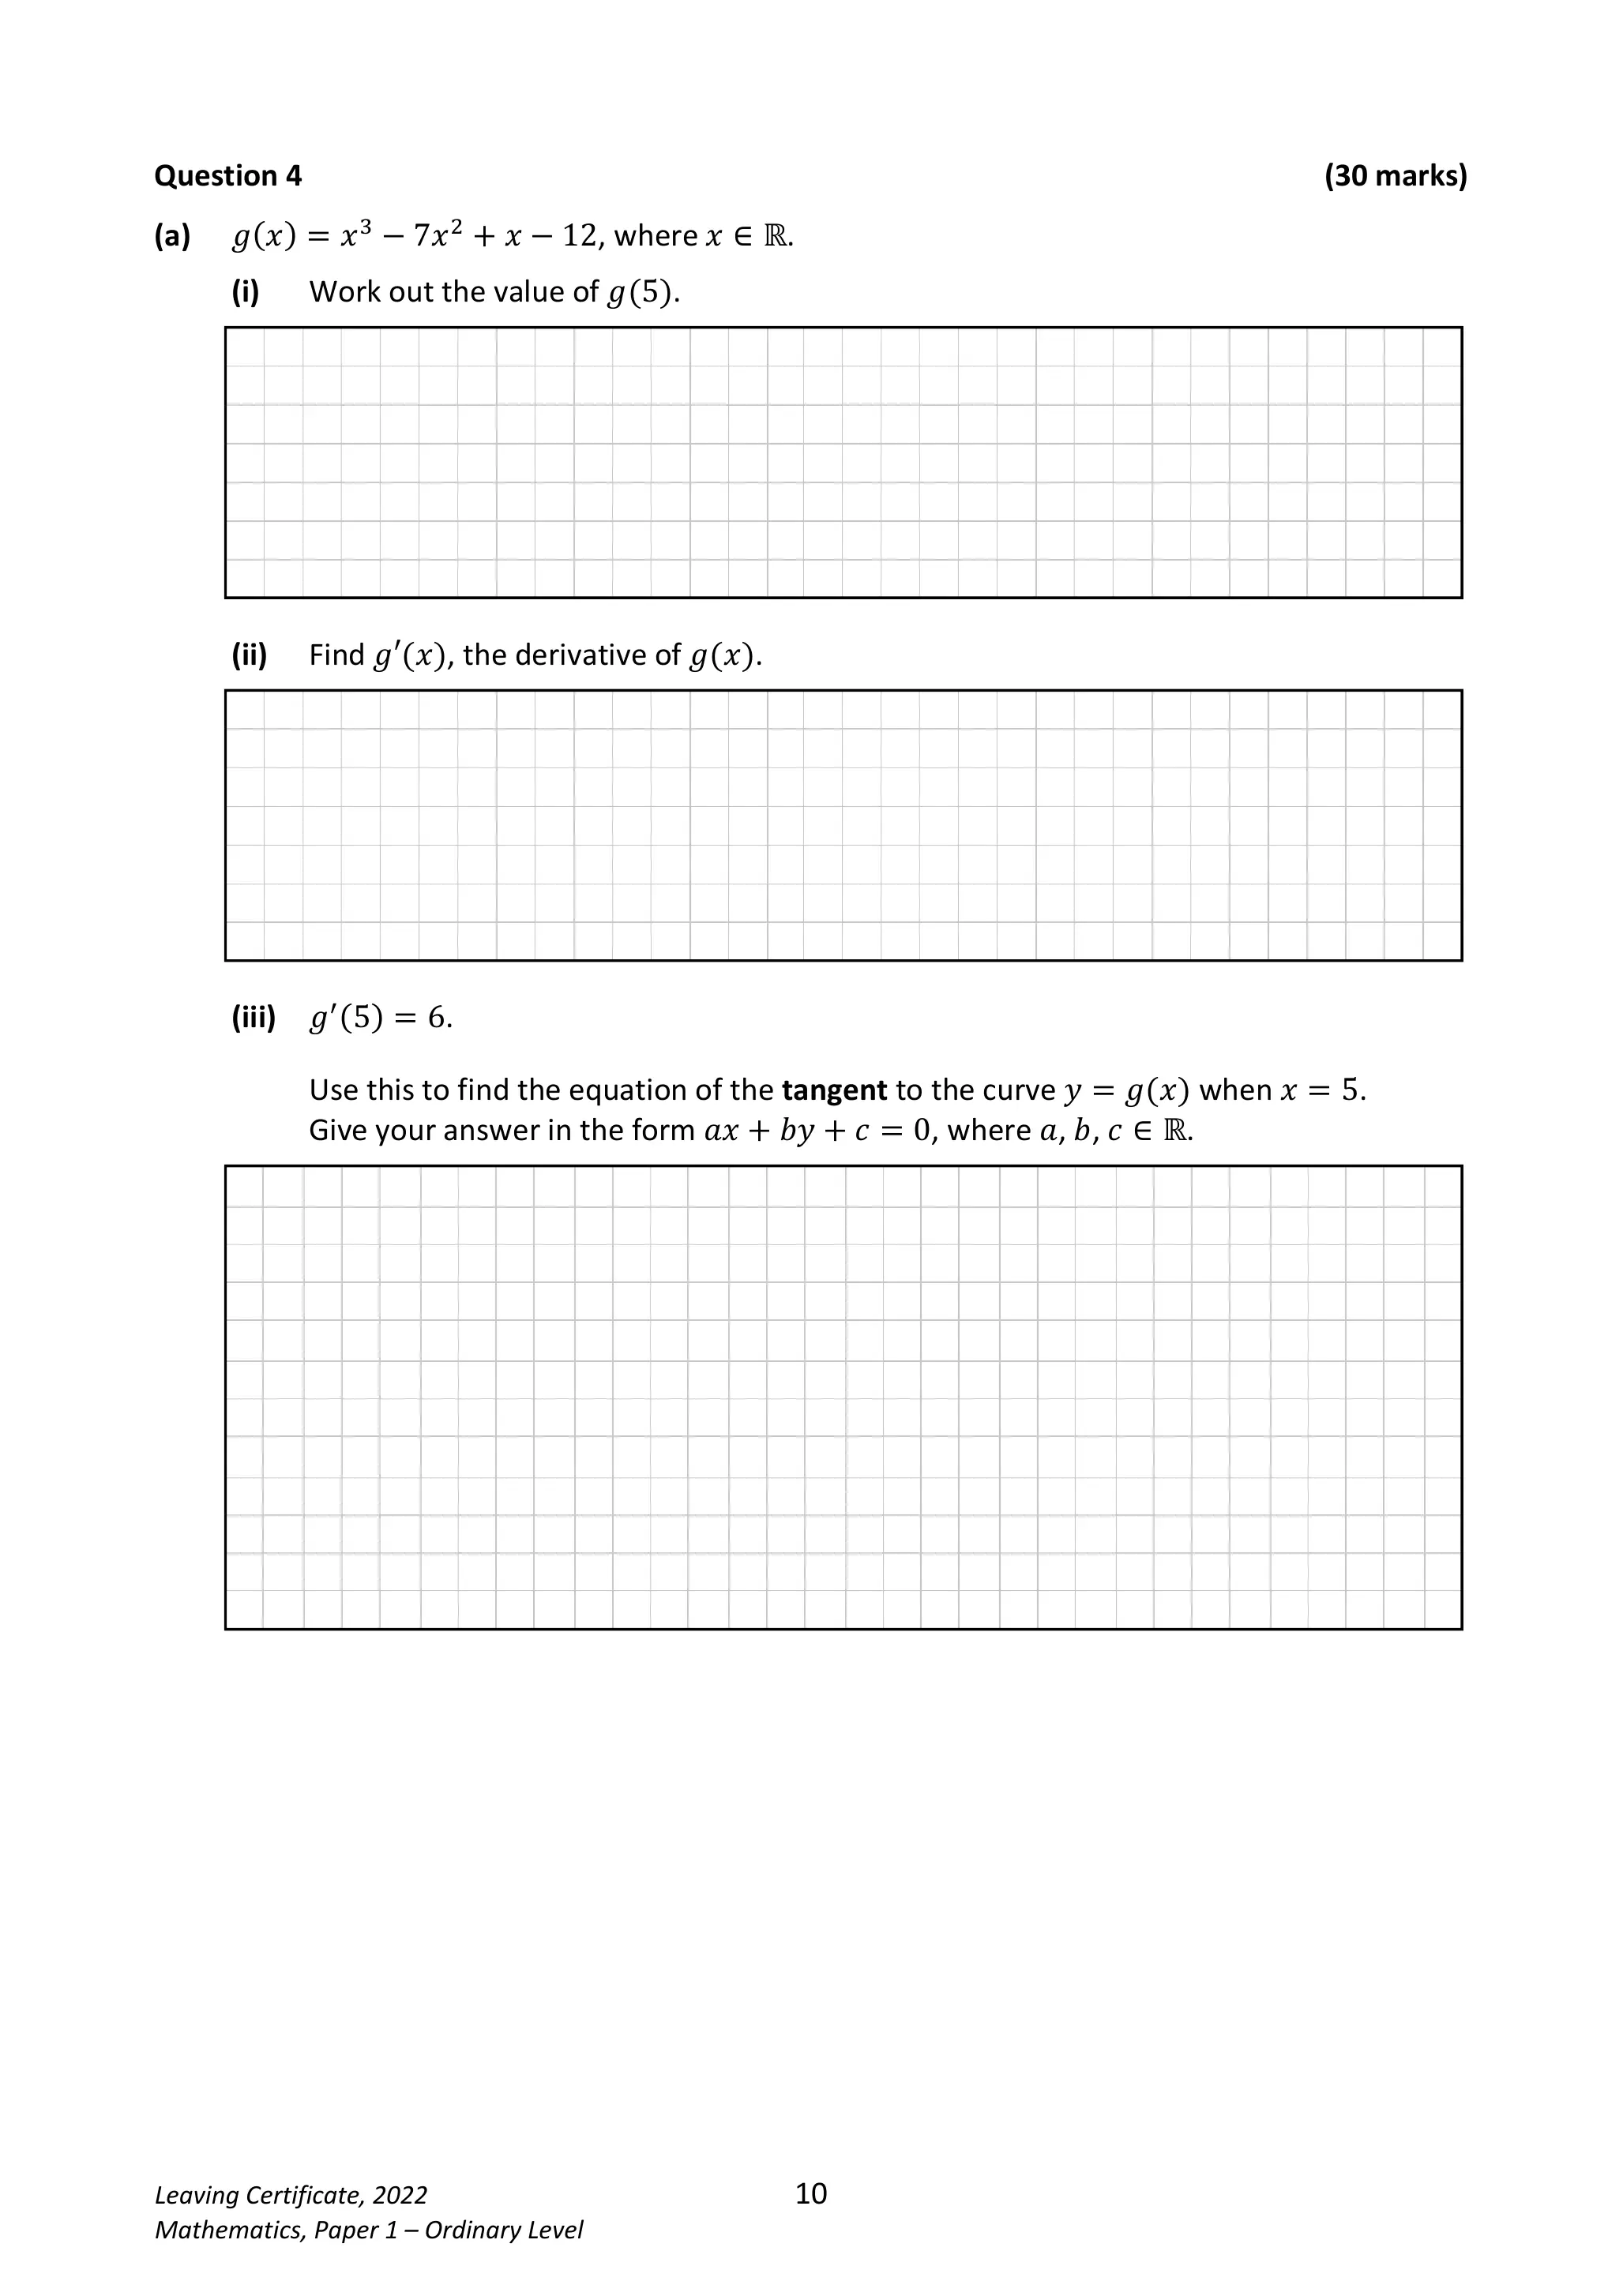 Question 4 (30 marks)
(a) g(x) = x³ − 7x² + x − 12, where x ∈ ℝ.
(i) Work out the value of g(5).
(ii) Find g′(x), the derivative of g(x).
(iii) g′(5) = 6.
Use this to find the equation of the tangent to the curve y = g(x) when x = 5.
Give your answer in the form ax + by + c = 0, where a, b, c ∈ ℝ.
Leaving Certificate, 2022 10
Mathematics, Paper 1 – Ordinary Level